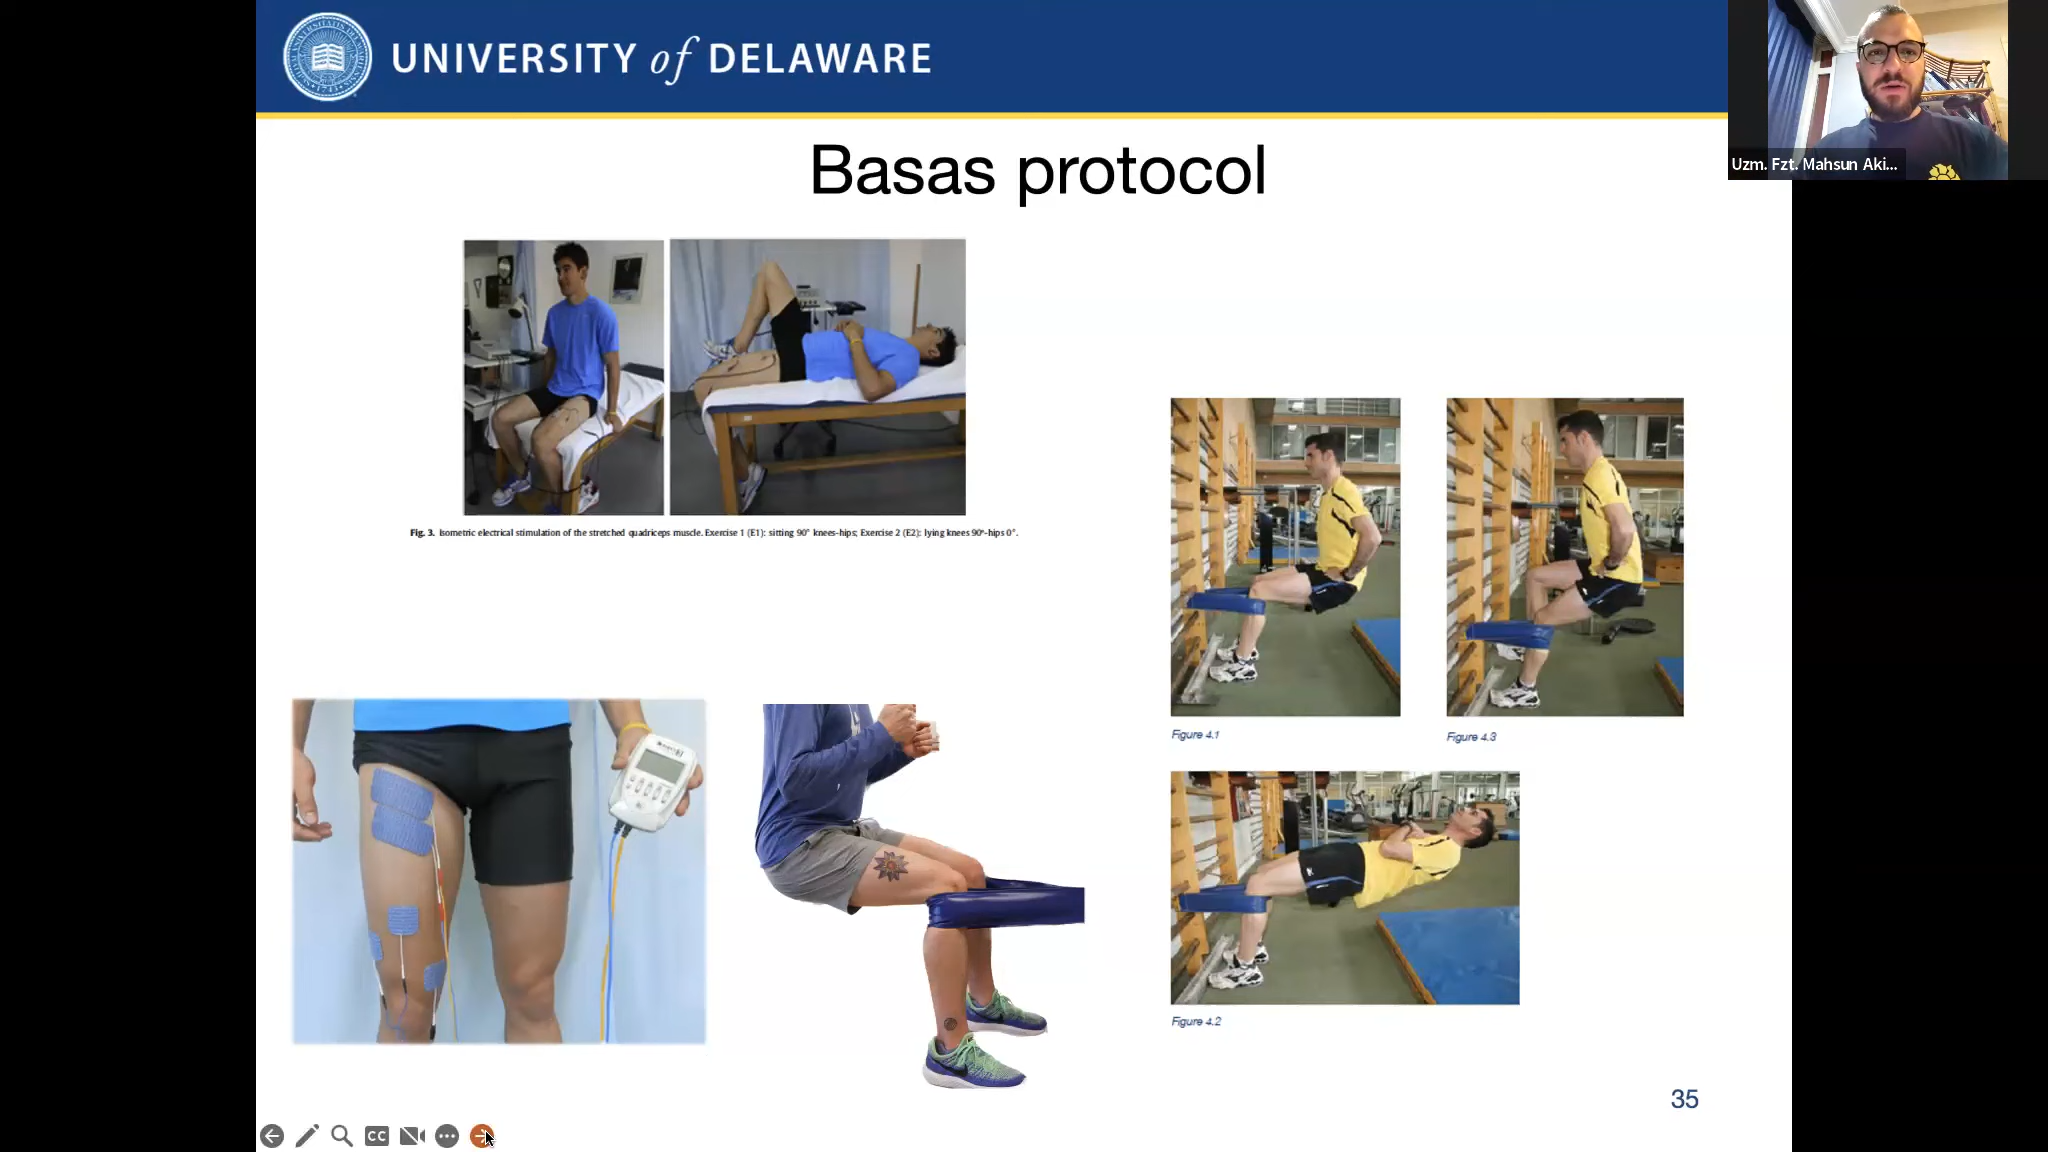 UNIVERSITY of DELAWARE
Uzm. Fzt. Mahsun Aki...
Basas protocol
Fig. 3. Isometric electrical stimulation of the stretched quadriceps muscle. Exercise 1 (E1): sitting 90° knees-hips; Exercise 2 (E2): lying knees 90°-hips 0°.
Figure 4.1
Figure 4.3
Figure 4.2
35
CC